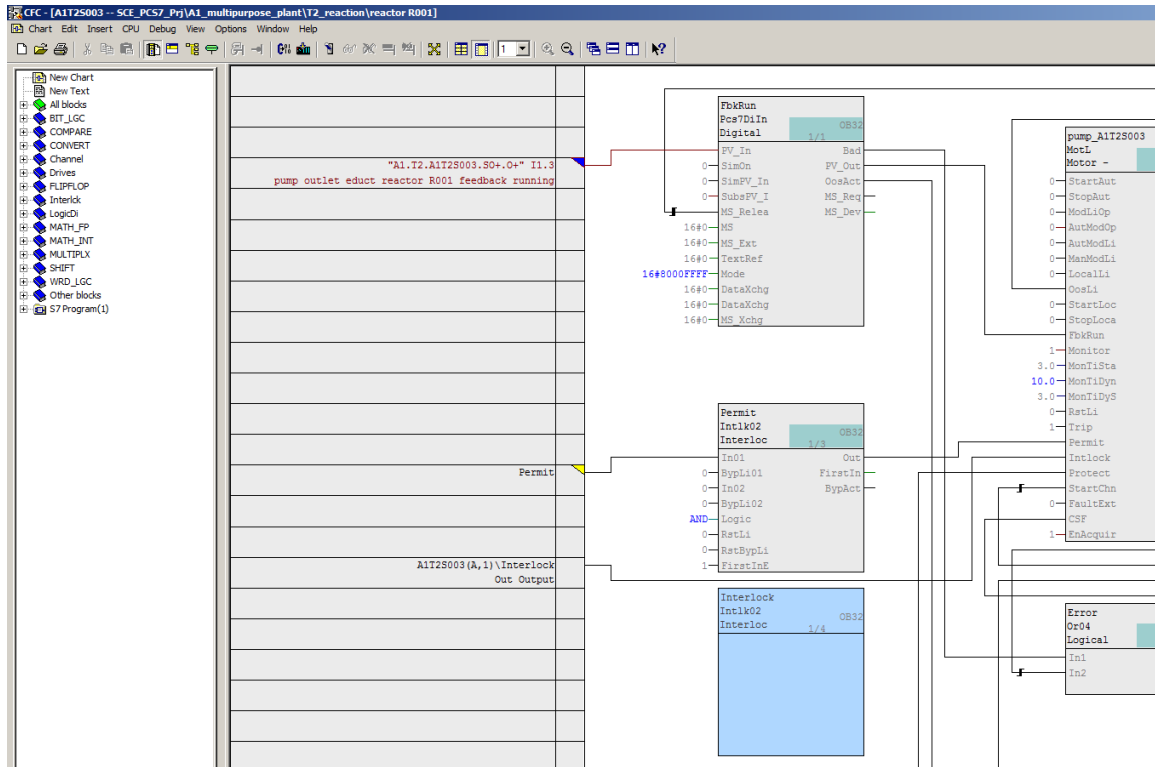 CFC - [A1T2S003 -- SCE_PCS7_Prj\A1_multipurpose_plant\T2_reaction\reactor R001]
Chart Edit Insert CPU Debug View Options Window Help
1
New Chart
New Text
All blocks
BIT_LGC
COMPARE
CONVERT
Channel
Drives
FLIPFLOP
Interlck
LogicDi
MATH_FP
MATH_INT
MULTIPLX
SHIFT
WRD_LGC
Other blocks
S7 Program(1)
"A1.T2.A1T2S003.SO+.O+" I1.3
pump outlet educt reactor R001 feedback running
Permit
A1T2S003(A,1)\Interlock
Out Output
FbkRun
Pcs7DiIn OB32
Digital 1/1
PV_In Bad
0 SimOn PV_Out
0 SimPV_In OosAct
0 SubsPV_I MS_Req
MS_Relea MS_Dev
16#0 MS
16#0 MS_Ext
16#0 TextRef
16#8000FFFF Mode
16#0 DataXchg
16#0 DataXchg
16#0 MS_Xchg
Permit
Intlk02 OB32
Interloc 1/3
In01 Out
0 BypLi01 FirstIn
0 In02 BypAct
0 BypLi02
AND Logic
0 RstLi
0 RstBypLi
1 FirstInE
Interlock
Intlk02 OB32
Interloc 1/4
pump_A1T2S003
MotL
Motor -
0 StartAut
0 StopAut
0 ModLiOp
0 AutModOp
0 AutModLi
0 ManModLi
0 LocalLi
OosLi
0 StartLoc
0 StopLoca
FbkRun
1 Monitor
3.0 MonTiSta
10.0 MonTiDyn
3.0 MonTiDyS
0 RstLi
1 Trip
Permit
Intlock
Protect
StartChn
0 FaultExt
CSF
1 EnAcquir
Error
Or04
Logical
In1
In2